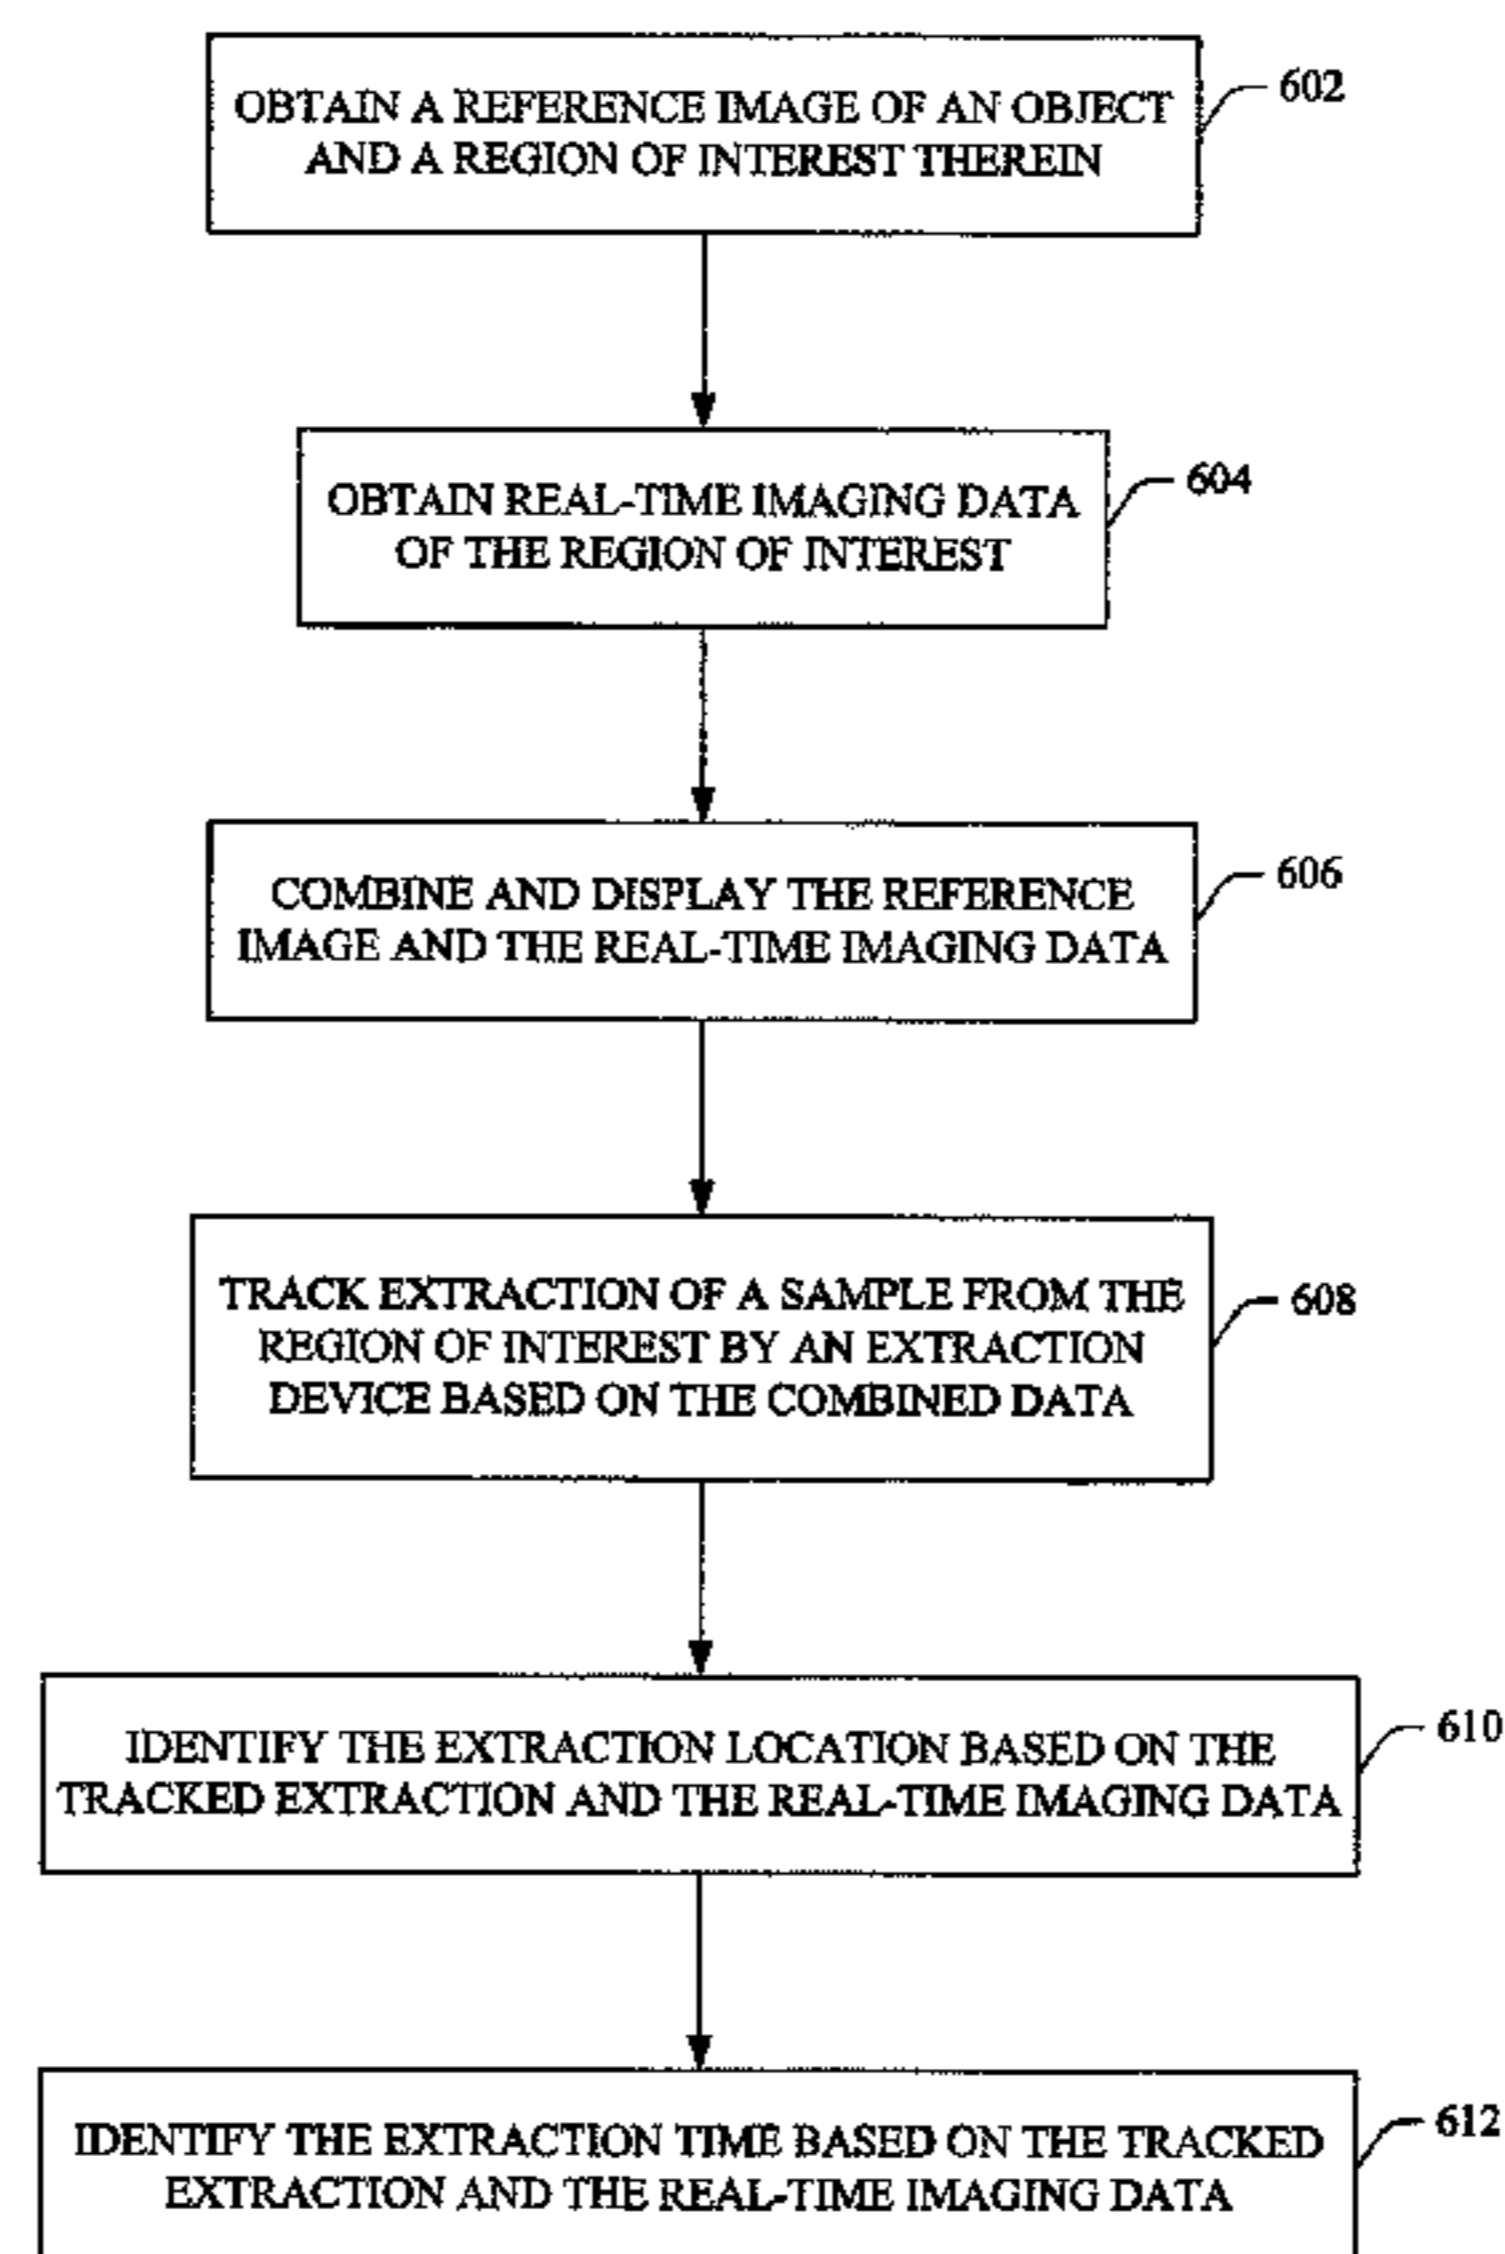 OBTAIN A REFERENCE IMAGE OF AN OBJECT
AND A REGION OF INTEREST THEREIN
602
OBTAIN REAL-TIME IMAGING DATA
OF THE REGION OF INTEREST
604
COMBINE AND DISPLAY THE REFERENCE
IMAGE AND THE REAL-TIME IMAGING DATA
606
TRACK EXTRACTION OF A SAMPLE FROM THE
REGION OF INTEREST BY AN EXTRACTION
DEVICE BASED ON THE COMBINED DATA
608
IDENTIFY THE EXTRACTION LOCATION BASED ON THE
TRACKED EXTRACTION AND THE REAL-TIME IMAGING DATA
610
IDENTIFY THE EXTRACTION TIME BASED ON THE TRACKED
EXTRACTION AND THE REAL-TIME IMAGING DATA
612